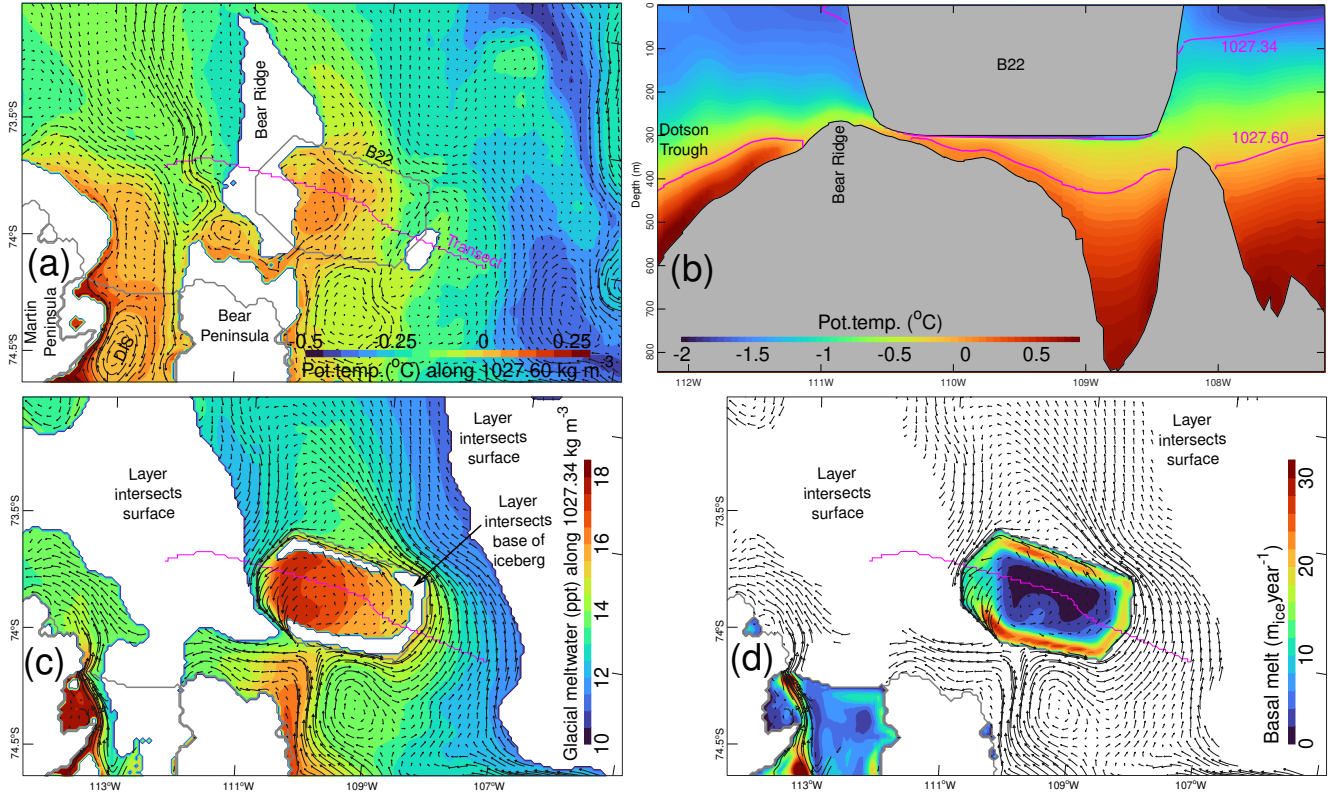 Bear Ridge
B22
Transect
(a)
Martin
Peninsula
Bear
Peninsula
DIS
-0.5 -0.25 0 0.25
Pot.temp. (°C) along 1027.60 kg m-3
73.5°S
74°S
74.5°S
0
100
200
300
400
500
600
700
800
Depth (m)
B22
1027.34
1027.60
Dotson
Trough
Bear Ridge
(b)
Pot.temp. (°C)
-2 -1.5 -1 -0.5 0 0.5
112W 111W 110W 109W 108W
Layer
intersects
surface
Layer
intersects
surface
Layer
intersects
base of
iceberg
(c)
Glacial meltwater (ppt) along 1027.34 kg m-3
10 12 14 16 18
73.5°S
74°S
74.5°S
113°W 111°W 109°W 107°W
Layer
intersects
surface
Layer
intersects
surface
(d)
Basal melt (mice year-1)
0 10 20 30
73.5°S
74°S
74.5°S
113°W 111°W 109°W 107°W